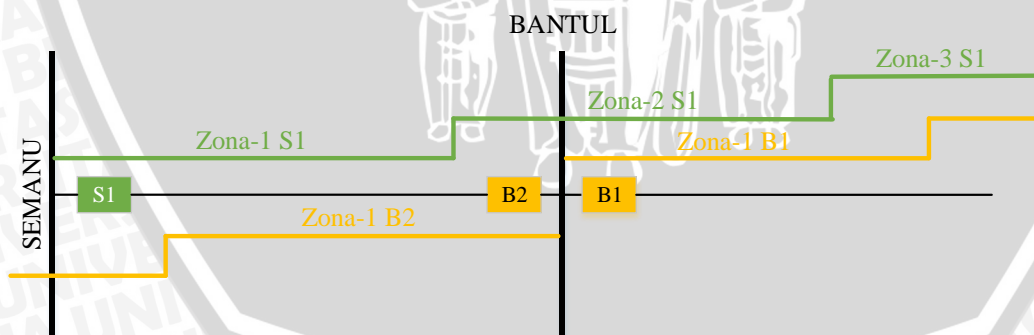 BANTUL
Zona-3 S1
Zona-2 S1
Zona-1 S1
Zona-1 B1
SEMANU
S1
B2
B1
Zona-1 B2